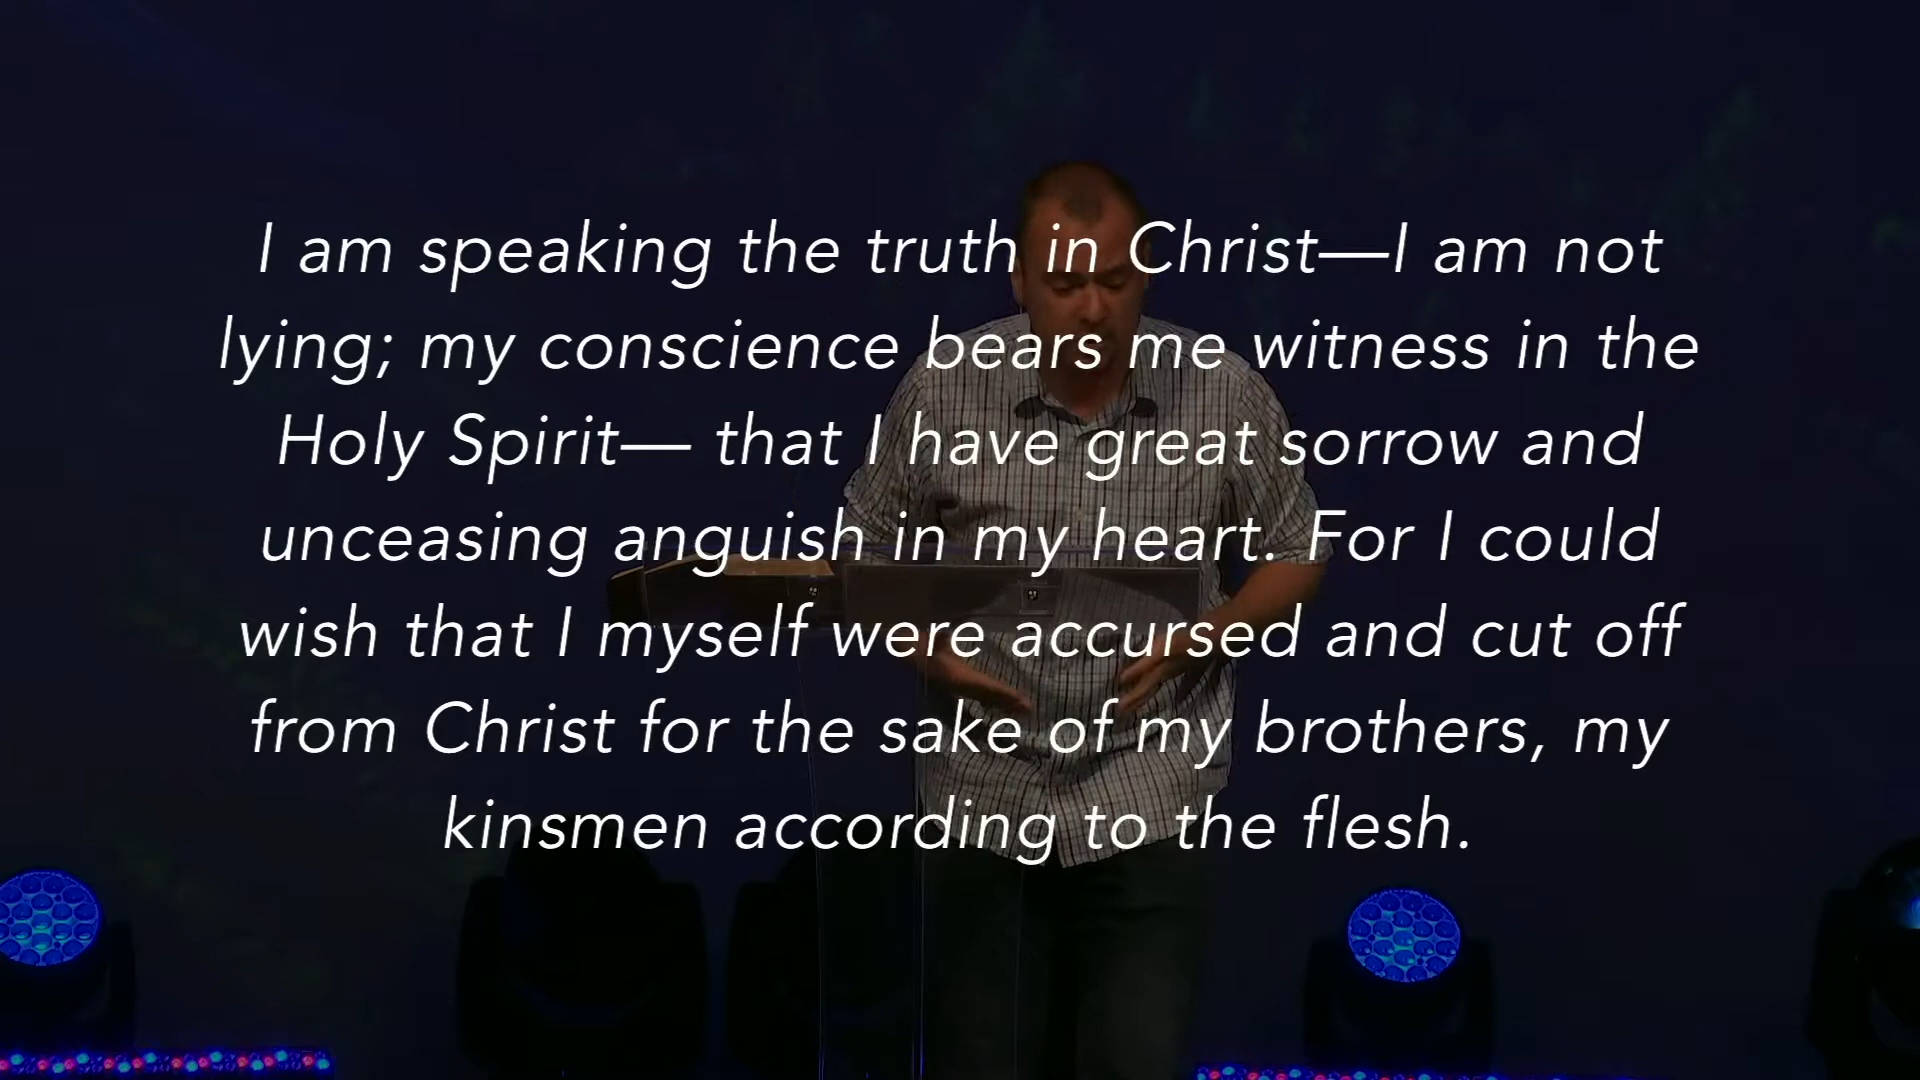 I am speaking the truth in Christ—I am not
lying; my conscience bears me witness in the
Holy Spirit— that I have great sorrow and
unceasing anguish in my heart. For I could
wish that I myself were accursed and cut off
from Christ for the sake of my brothers, my
kinsmen according to the flesh.